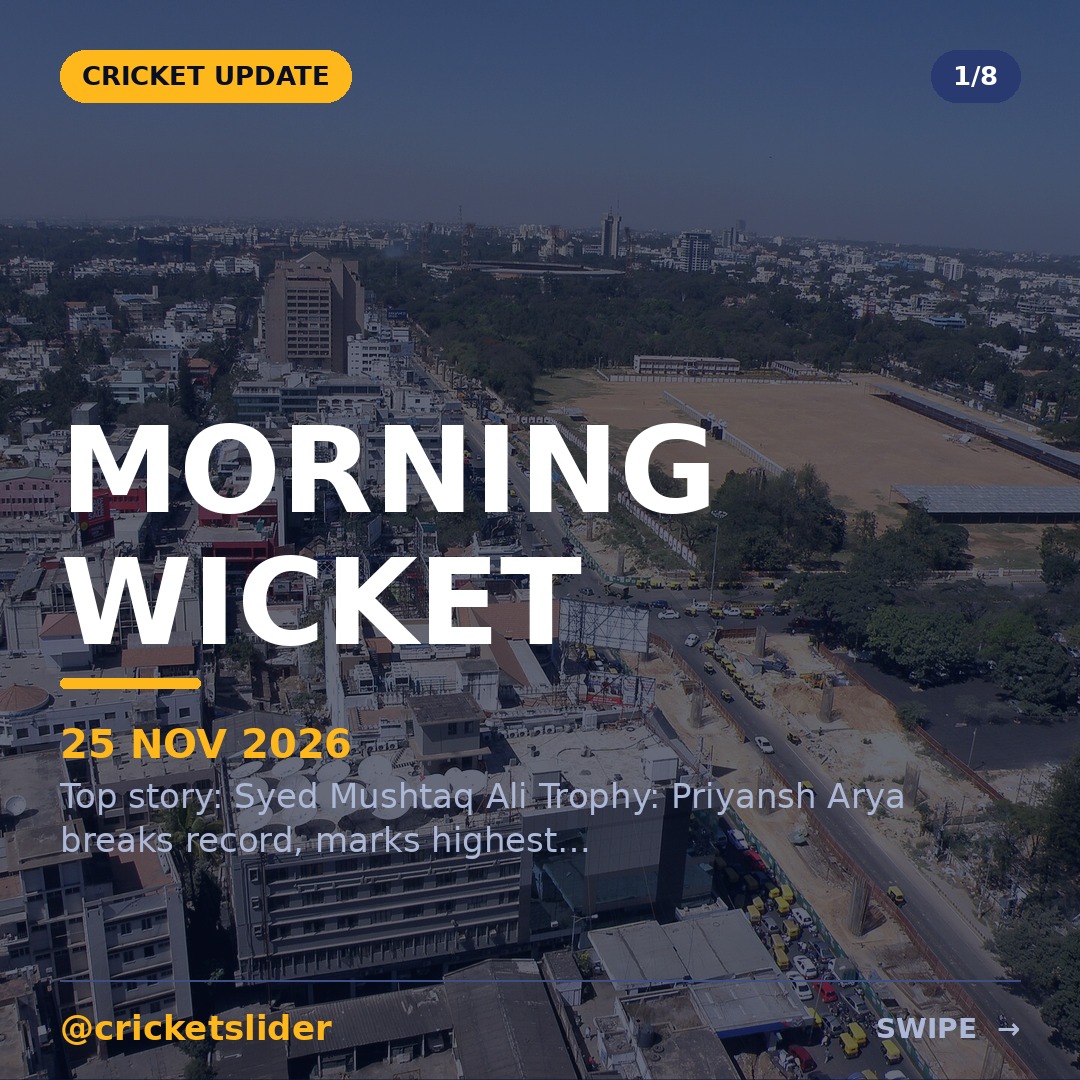 CRICKET UPDATE
1/8
MORNING
WICKET
25 NOV 2026
Top story: Syed Mushtaq Ali Trophy: Priyansh Arya
breaks record, marks highest...
@cricketslider
SWIPE →